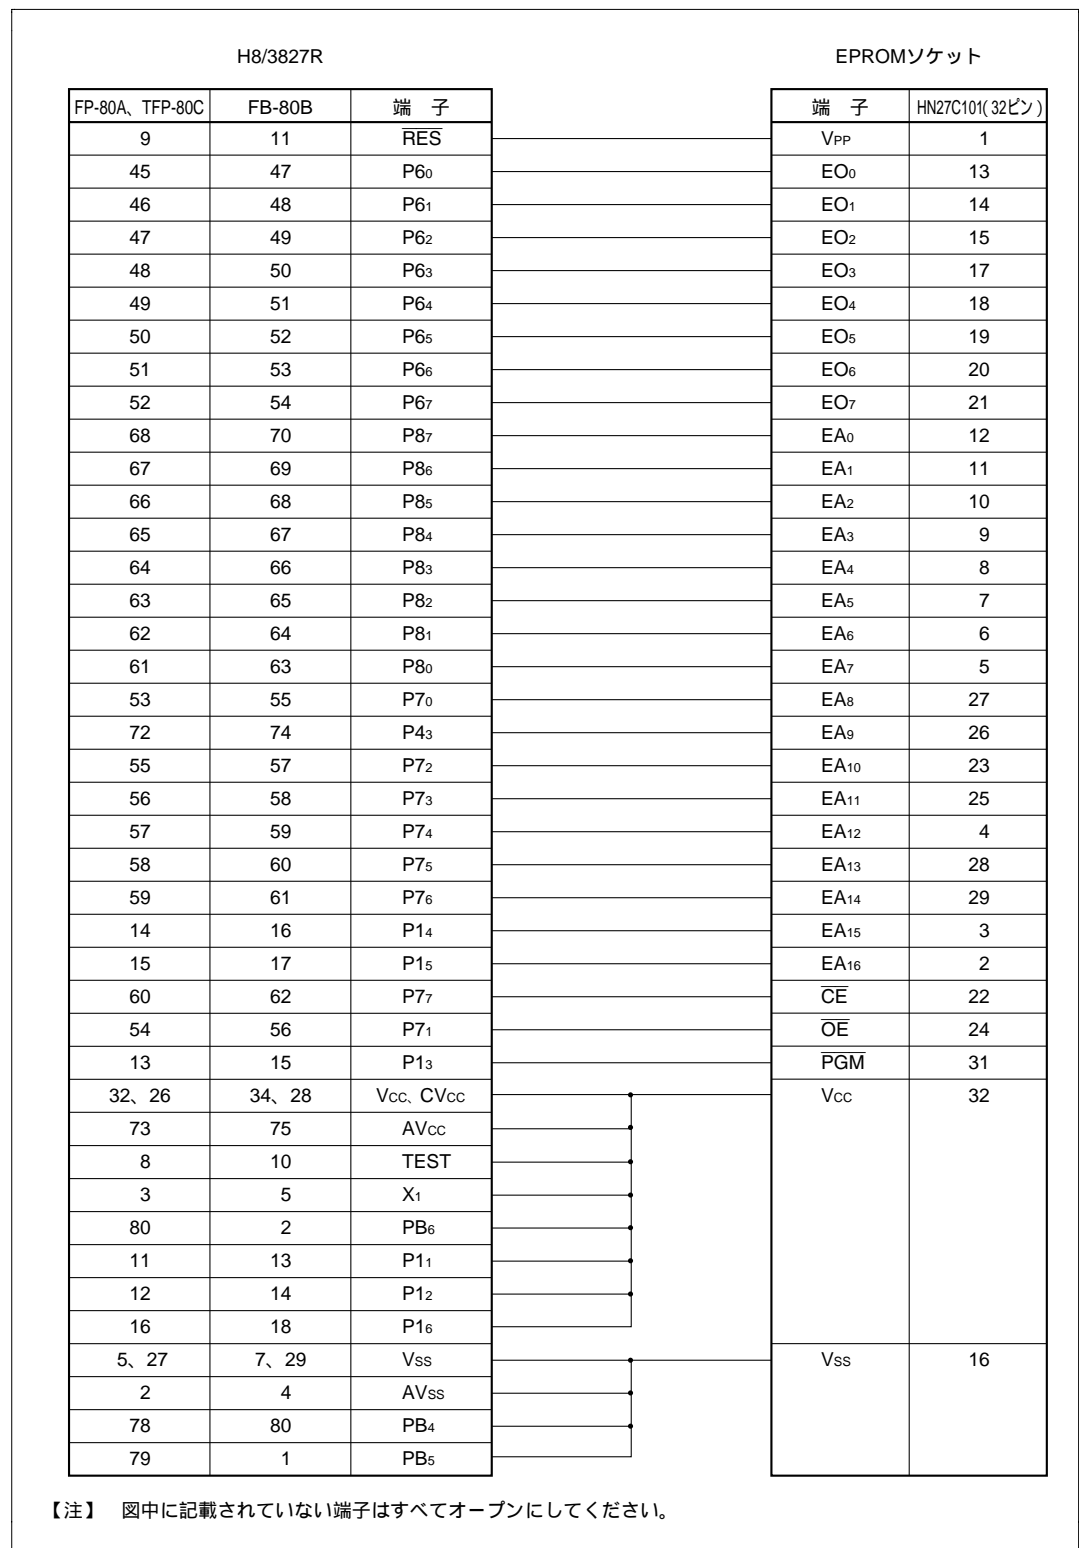 H8/3827R EPROMソケット
FP-80A、TFP-80C FB-80B 端 子 端 子 HN27C101(32ピン)
9 11 RES VPP 1
45 47 P60 EO0 13
46 48 P61 EO1 14
47 49 P62 EO2 15
48 50 P63 EO3 17
49 51 P64 EO4 18
50 52 P65 EO5 19
51 53 P66 EO6 20
52 54 P67 EO7 21
68 70 P87 EA0 12
67 69 P86 EA1 11
66 68 P85 EA2 10
65 67 P84 EA3 9
64 66 P83 EA4 8
63 65 P82 EA5 7
62 64 P81 EA6 6
61 63 P80 EA7 5
53 55 P70 EA8 27
72 74 P43 EA9 26
55 57 P72 EA10 23
56 58 P73 EA11 25
57 59 P74 EA12 4
58 60 P75 EA13 28
59 61 P76 EA14 29
14 16 P14 EA15 3
15 17 P15 EA16 2
60 62 P77 CE 22
54 56 P71 OE 24
13 15 P13 PGM 31
32、26 34、28 VCC、CVCC VCC 32
73 75 AVCC
8 10 TEST
3 5 X1
80 2 PB6
11 13 P11
12 14 P12
16 18 P16
5、27 7、29 VSS VSS 16
2 4 AVSS
78 80 PB4
79 1 PB5
【注】 図中に記載されていない端子はすべてオープンにしてください。